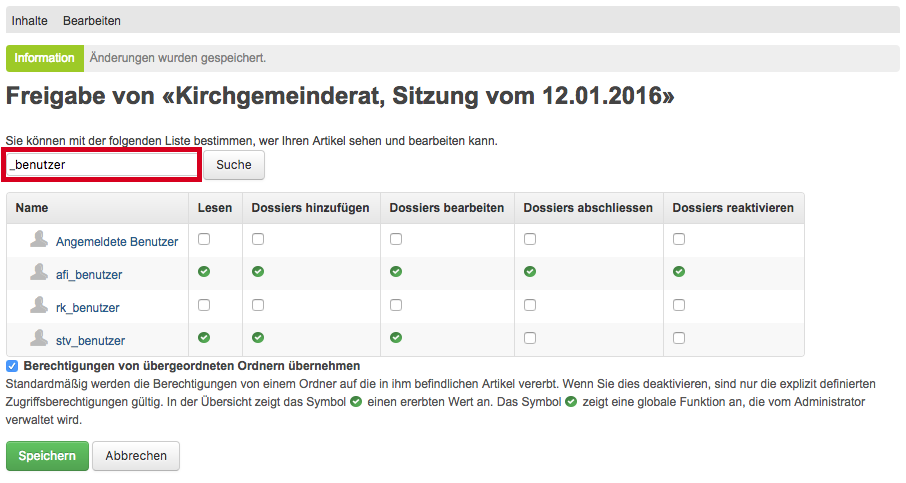 Inhalte Bearbeiten
Information Änderungen wurden gespeichert.
Freigabe von «Kirchgemeinderat, Sitzung vom 12.01.2016»
Sie können mit der folgenden Liste bestimmen, wer Ihren Artikel sehen und bearbeiten kann.
_benutzer Suche
Name Lesen Dossiers hinzufügen Dossiers bearbeiten Dossiers abschliessen Dossiers reaktivieren
Angemeldete Benutzer
afi_benutzer
rk_benutzer
stv_benutzer
Berechtigungen von übergeordneten Ordnern übernehmen
Standardmäßig werden die Berechtigungen von einem Ordner auf die in ihm befindlichen Artikel vererbt. Wenn Sie dies deaktivieren, sind nur die explizit definierten
Zugriffsberechtigungen gültig. In der Übersicht zeigt das Symbol einen ererbten Wert an. Das Symbol zeigt eine globale Funktion an, die vom Administrator
verwaltet wird.
Speichern Abbrechen